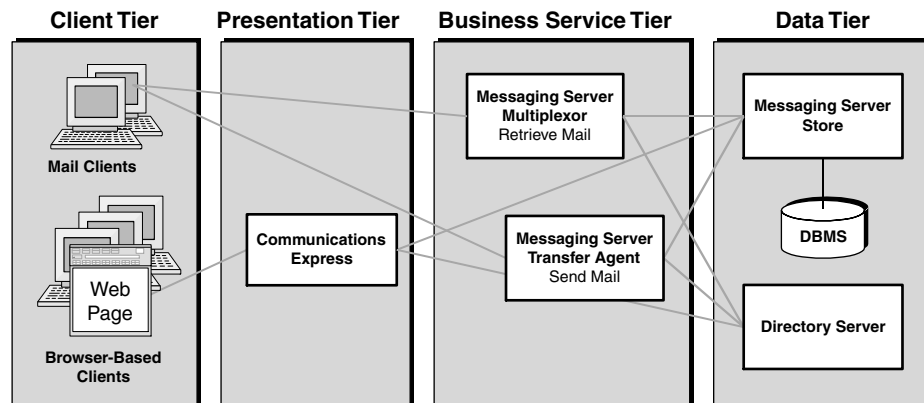 Client Tier
Presentation Tier
Business Service Tier
Data Tier
Mail Clients
Web
Page
Browser-Based
Clients
Communications
Express
Messaging Server
Multiplexor
Retrieve Mail
Messaging Server
Transfer Agent
Send Mail
Messaging Server
Store
DBMS
Directory Server